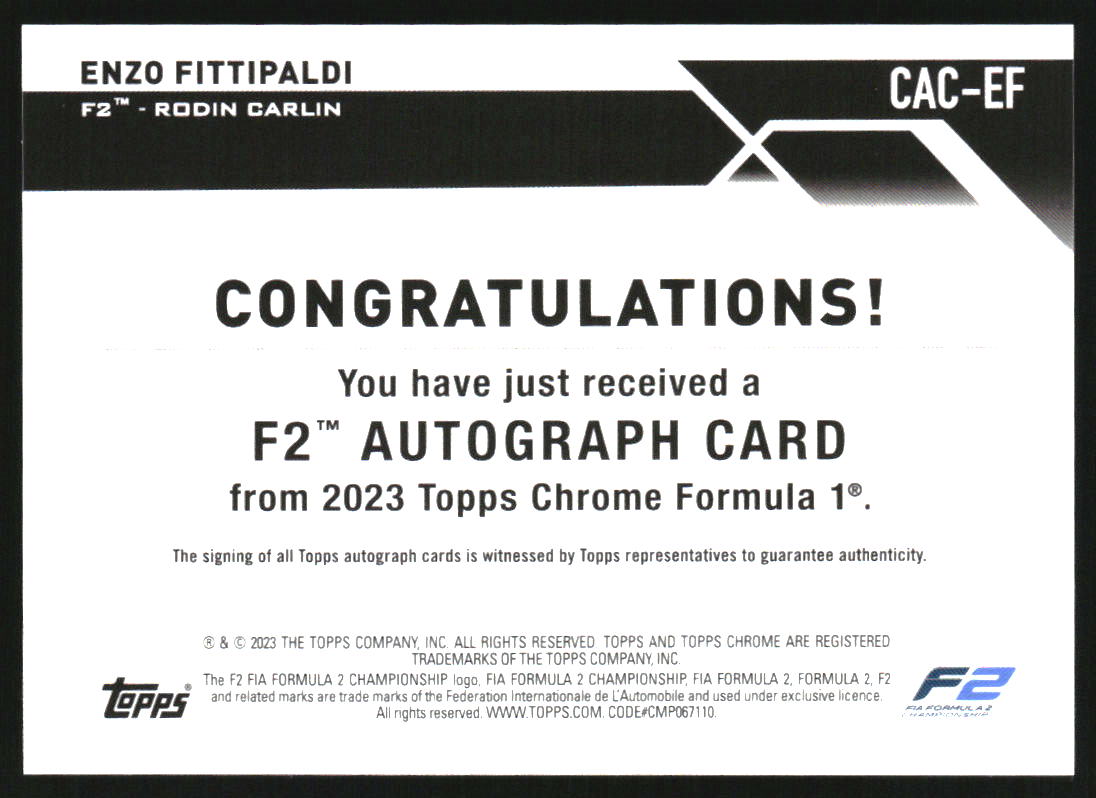 ENZO FITTIPALDI
F2™ - RODIN CARLIN
CAC-EF
CONGRATULATIONS!
You have just received a
F2™ AUTOGRAPH CARD
from 2023 Topps Chrome Formula 1®.
The signing of all Topps autograph cards is witnessed by Topps representatives to guarantee authenticity.
® & © 2023 THE TOPPS COMPANY, INC. ALL RIGHTS RESERVED. TOPPS AND TOPPS CHROME ARE REGISTERED
TRADEMARKS OF THE TOPPS COMPANY, INC.
The F2 FIA FORMULA 2 CHAMPIONSHIP logo, FIA FORMULA 2 CHAMPIONSHIP, FIA FORMULA 2, FORMULA 2, F2
and related marks are trade marks of the Federation Internationale de L'Automobile and used under exclusive licence.
All rights reserved. WWW.TOPPS.COM. CODE#CMP067110.
TOPPS®
F2
FIA FORMULA 2
CHAMPIONSHIP